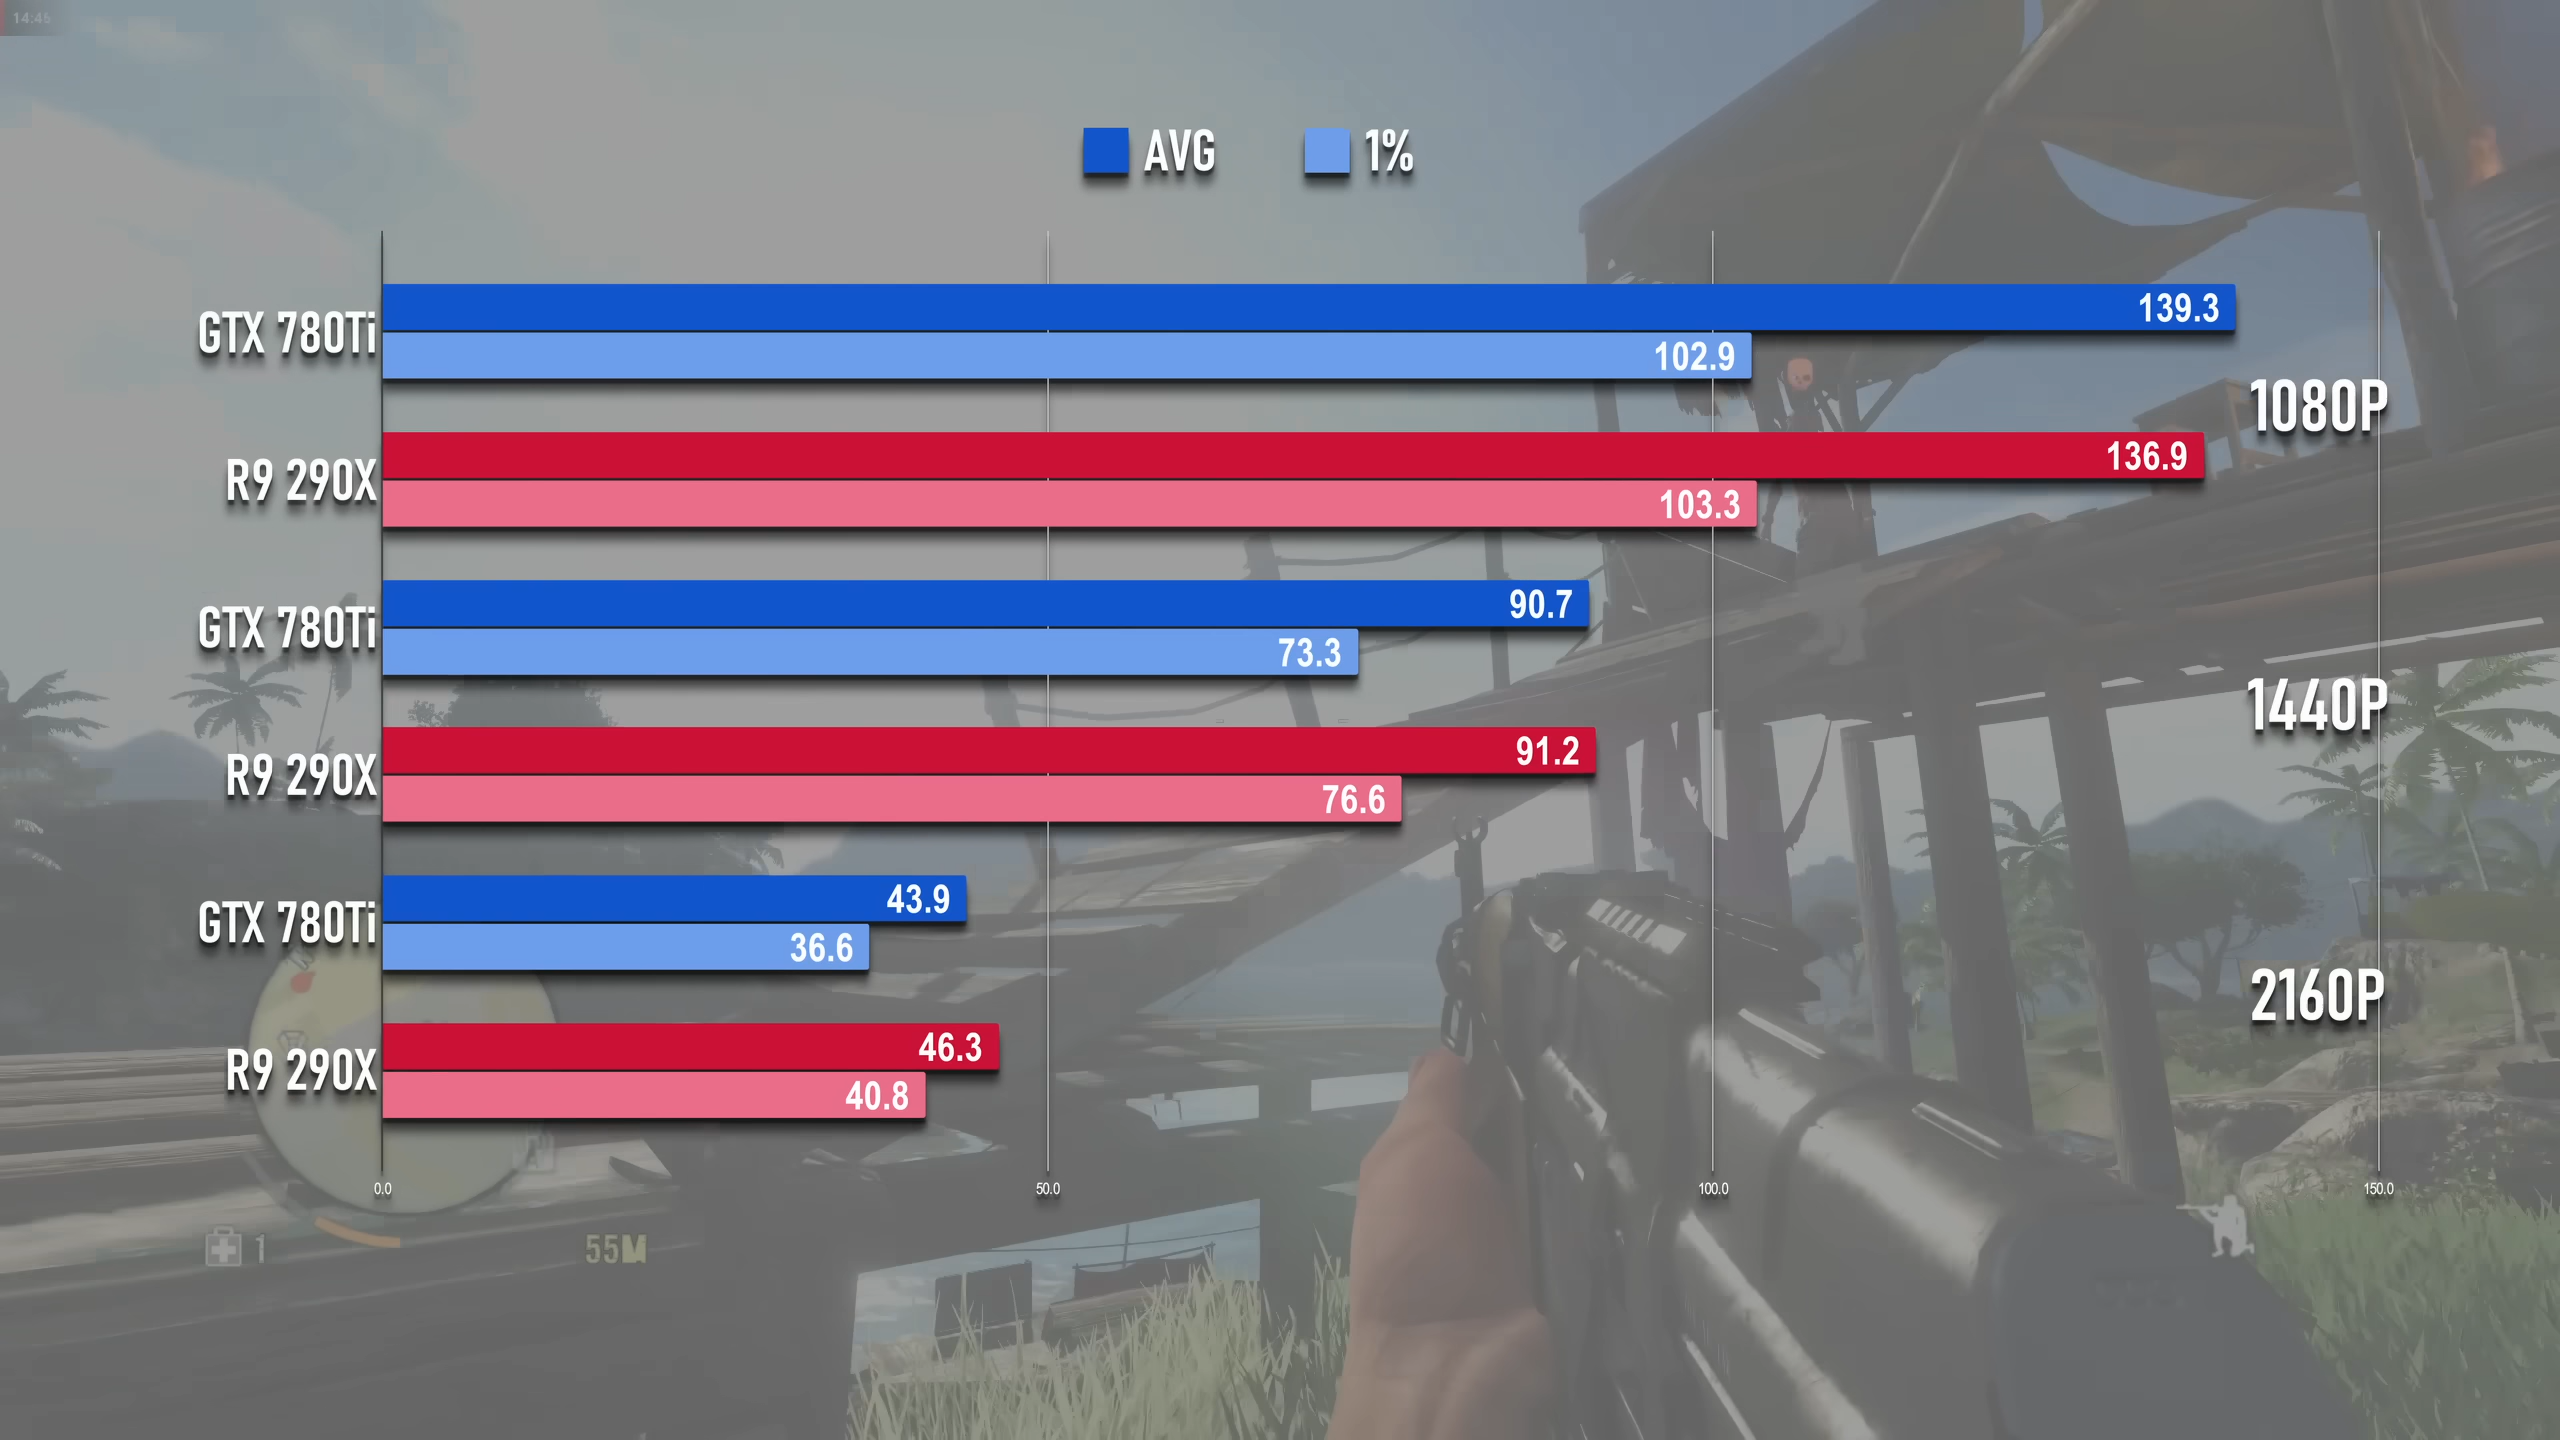 14:46
AVG 1%
GTX 780Ti 139.3
102.9
1080P
R9 290X 136.9
103.3
GTX 780Ti 90.7
73.3
1440P
R9 290X 91.2
76.6
GTX 780Ti 43.9
36.6
2160P
R9 290X 46.3
40.8
0.0 50.0 100.0 150.0
1 55M